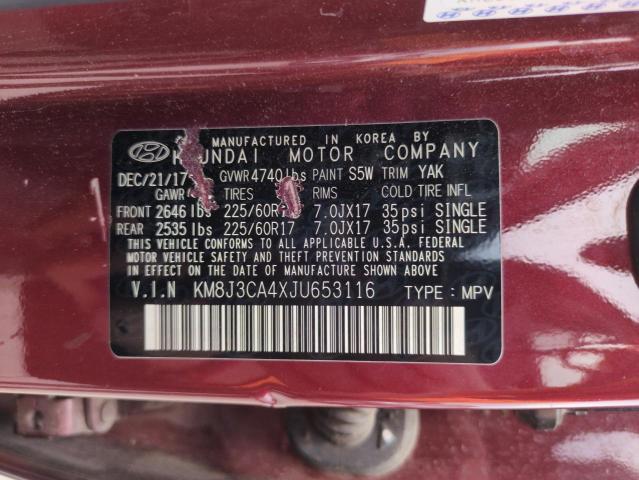 MANUFACTURED IN KOREA BY
HYUNDAI MOTOR COMPANY
DEC/21/17 GVWR 4740 lbs PAINT S5W TRIM YAK
GAWR TIRES RIMS COLD TIRE INFL
FRONT 2646 lbs 225/60R17 7.0JX17 35psi SINGLE
REAR 2535 lbs 225/60R17 7.0JX17 35psi SINGLE
THIS VEHICLE CONFORMS TO ALL APPLICABLE U.S.A. FEDERAL
MOTOR VEHICLE SAFETY, BUMPER, AND THEFT PREVENTION STANDARDS
IN EFFECT ON THE DATE OF MANUFACTURE SHOWN ABOVE.
V.I.N KM8J3CA4XJU653116 TYPE : MPV